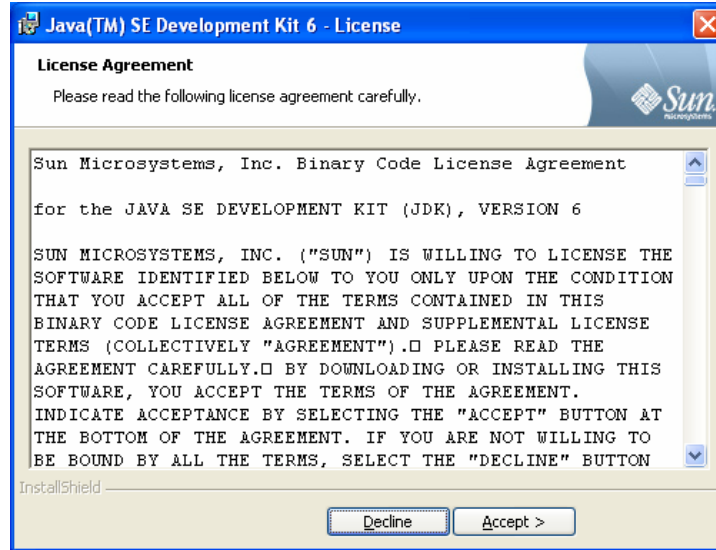 Java(TM) SE Development Kit 6 - License
License Agreement
Please read the following license agreement carefully.
Sun
microsystems
Sun Microsystems, Inc. Binary Code License Agreement
for the JAVA SE DEVELOPMENT KIT (JDK), VERSION 6
SUN MICROSYSTEMS, INC. ("SUN") IS WILLING TO LICENSE THE
SOFTWARE IDENTIFIED BELOW TO YOU ONLY UPON THE CONDITION
THAT YOU ACCEPT ALL OF THE TERMS CONTAINED IN THIS
BINARY CODE LICENSE AGREEMENT AND SUPPLEMENTAL LICENSE
TERMS (COLLECTIVELY "AGREEMENT").□ PLEASE READ THE
AGREEMENT CAREFULLY.□ BY DOWNLOADING OR INSTALLING THIS
SOFTWARE, YOU ACCEPT THE TERMS OF THE AGREEMENT.
INDICATE ACCEPTANCE BY SELECTING THE "ACCEPT" BUTTON AT
THE BOTTOM OF THE AGREEMENT. IF YOU ARE NOT WILLING TO
BE BOUND BY ALL THE TERMS, SELECT THE "DECLINE" BUTTON
InstallShield
Decline
Accept >